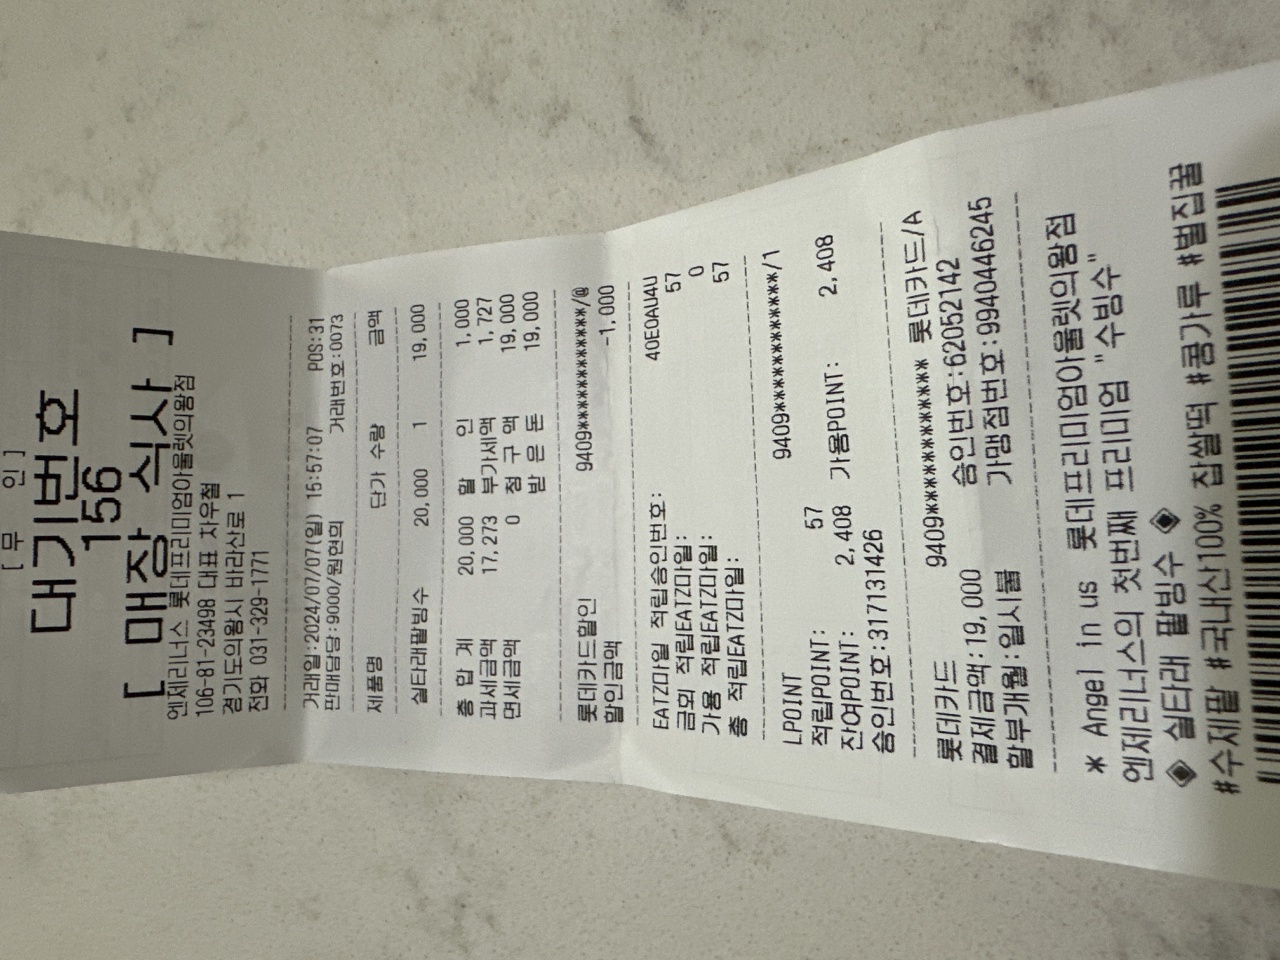 [ 무 인 ]
대기번호
156
[ 매장 식사 ]
엔제리너스 롯데프리미엄아울렛의왕점
106-81-23498 대표 차우철
경기도의왕시 바라산로 1
전화 031-329-1771
거래일:2024/07/07(일) 16:57:07 POS:31
판매담당:9000/원현희 거래번호:0073
제품명 단가 수량 금액
실타래팥빙수 20,000 1 19,000
총 합 계 20,000 할 인 1,000
과세금액 17,273 부가세액 1,727
면세금액 0 청 구 액 19,000
받 은 돈 19,000
롯데카드할인 9409************/@
할인금액 -1,000
EATZ마일 적립승인번호: 40E0AU4U
금회 적립EATZ마일: 57
가용 적립EATZ마일: 0
총 적립EATZ마일: 57
LPOINT 9409************/1
적립POINT: 57
잔여POINT: 2,408 가용POINT: 2,408
승인번호:3171131426
롯데카드 9409************ 롯데카드/A
결제금액:19,000 승인번호:62052142
할부개월:일시불 가맹점번호:9940446245
* Angel in us 롯데프리미엄아울렛의왕점
엔제리너스의 첫번째 프리미엄 "수빙수"
◈ 실타래 팥빙수 ◈
#수제팥 #국내산100% 찹쌀떡 #콩가루 #벌집꿀